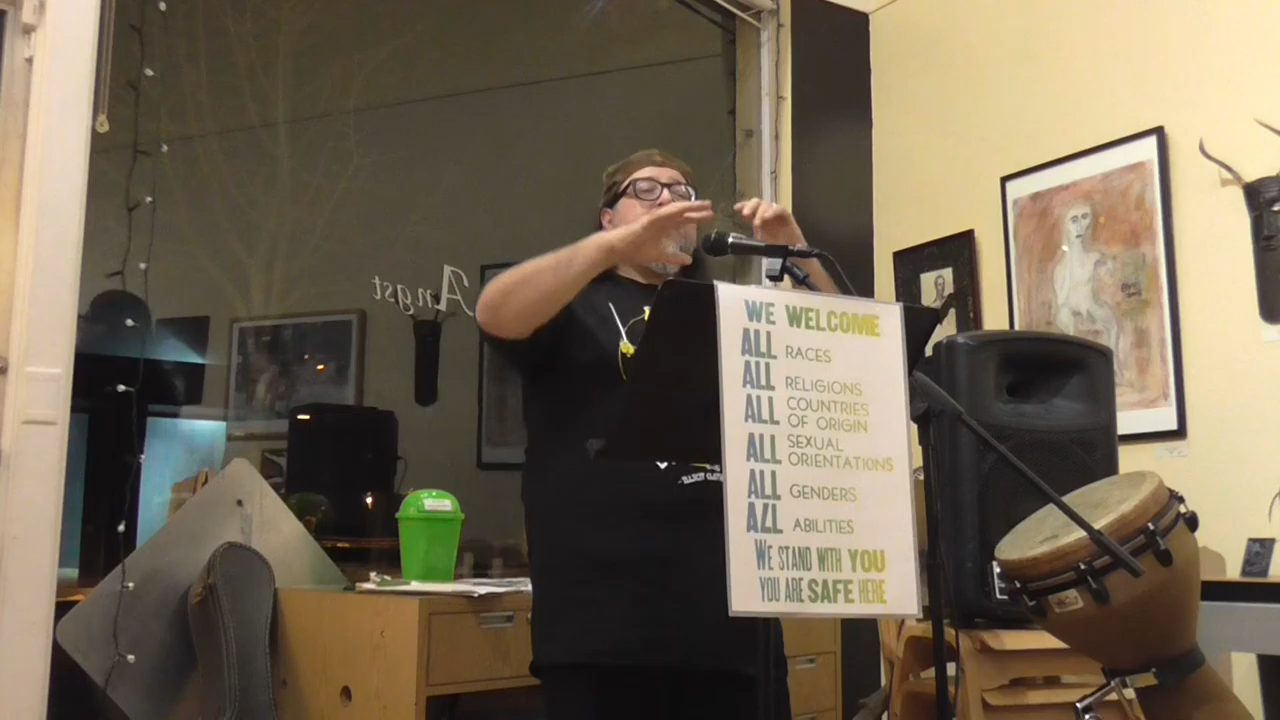 Angst
WE WELCOME
ALL RACES
ALL RELIGIONS
ALL COUNTRIES
OF ORIGIN
ALL SEXUAL
ORIENTATIONS
ALL GENDERS
ALL ABILITIES
WE STAND WITH YOU
YOU ARE SAFE HERE